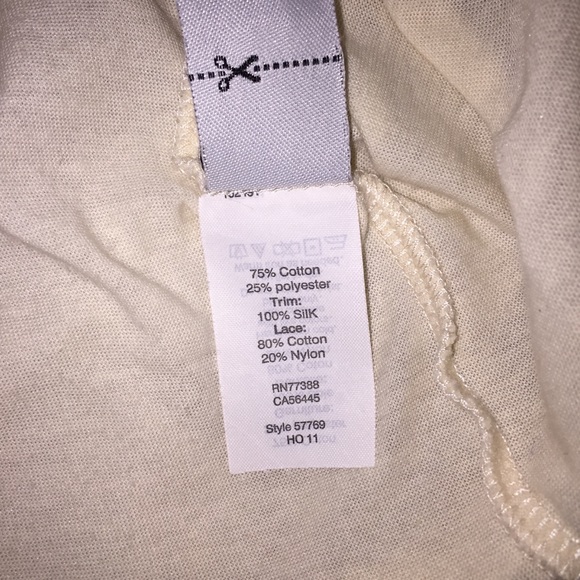 75% Cotton
25% polyester
Trim:
100% SilK
Lace:
80% Cotton
20% Nylon
RN77388
CA56445
Style 57769
HO 11